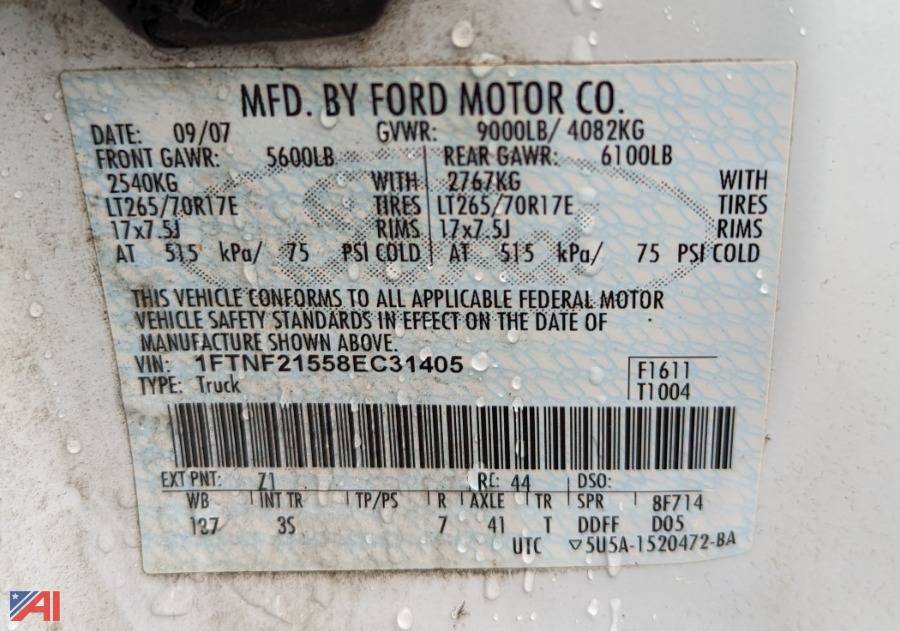 MFD. BY FORD MOTOR CO.
DATE: 09/07 GVWR: 9000LB/ 4082KG
FRONT GAWR: 5600LB REAR GAWR: 6100LB
2540KG WITH 2767KG WITH
LT265/70R17E TIRES LT265/70R17E TIRES
17x7.5J RIMS 17x7.5J RIMS
AT 515 kPa/ 75 PSI COLD AT 515 kPa/ 75 PSI COLD
THIS VEHICLE CONFORMS TO ALL APPLICABLE FEDERAL MOTOR
VEHICLE SAFETY STANDARDS IN EFFECT ON THE DATE OF
MANUFACTURE SHOWN ABOVE.
VIN: 1FTNF21558EC31405
TYPE: Truck
F1611
T1004
EXT PNT: Z1 RC: 44 DSO:
WB INT TR TP/PS R AXLE TR SPR 8F714
137 3S 7 41 T DDFF D05
UTC ▽5U5A-1520472-BA
AI